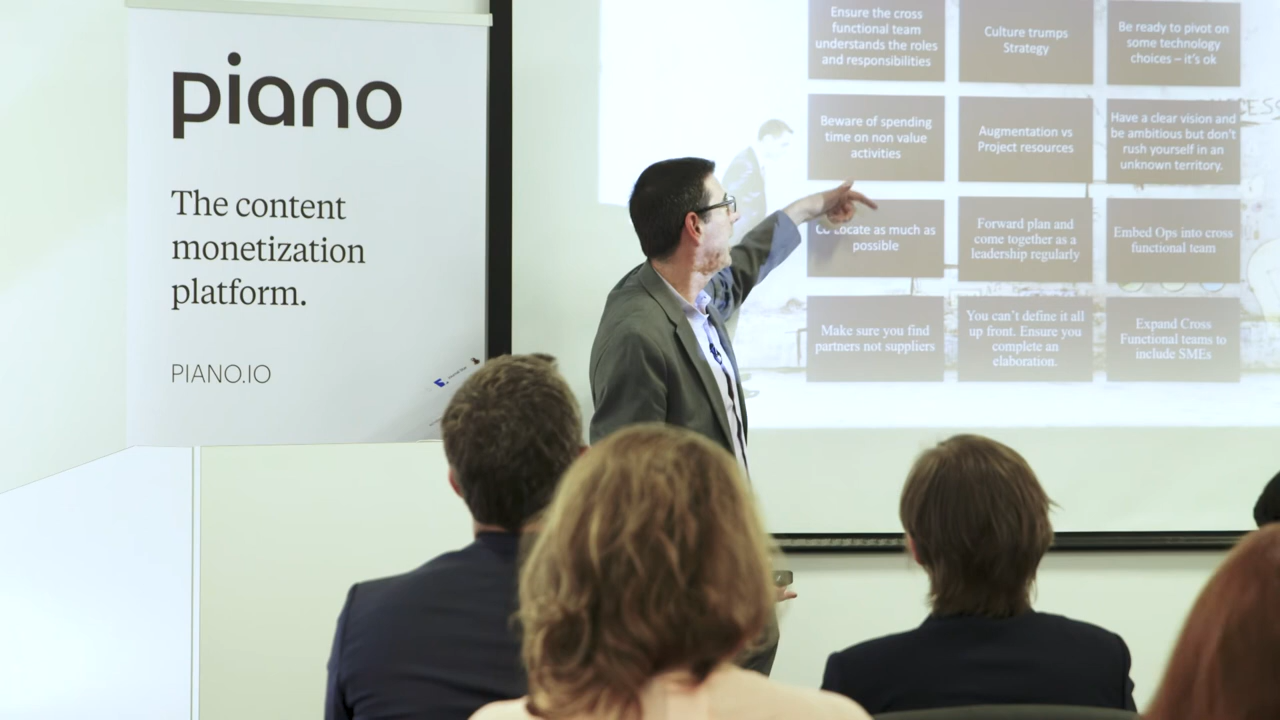 piano
The content
monetization
platform.
PIANO.IO
Ensure the cross
functional team
understands the roles
and responsibilities
Culture trumps
Strategy
Be ready to pivot on
some technology
choices – it's ok
Beware of spending
time on non value
activities
Augmentation vs
Project resources
Have a clear vision and
be ambitious but don't
rush yourself in an
unknown territory.
as much as
possible
Forward plan and
come together as a
leadership regularly
Embed Ops into cross
functional team
Make sure you find
partners not suppliers
You can't define it all
up front. Ensure you
complete an
elaboration.
Expand Cross
Functional teams to
include SMEs